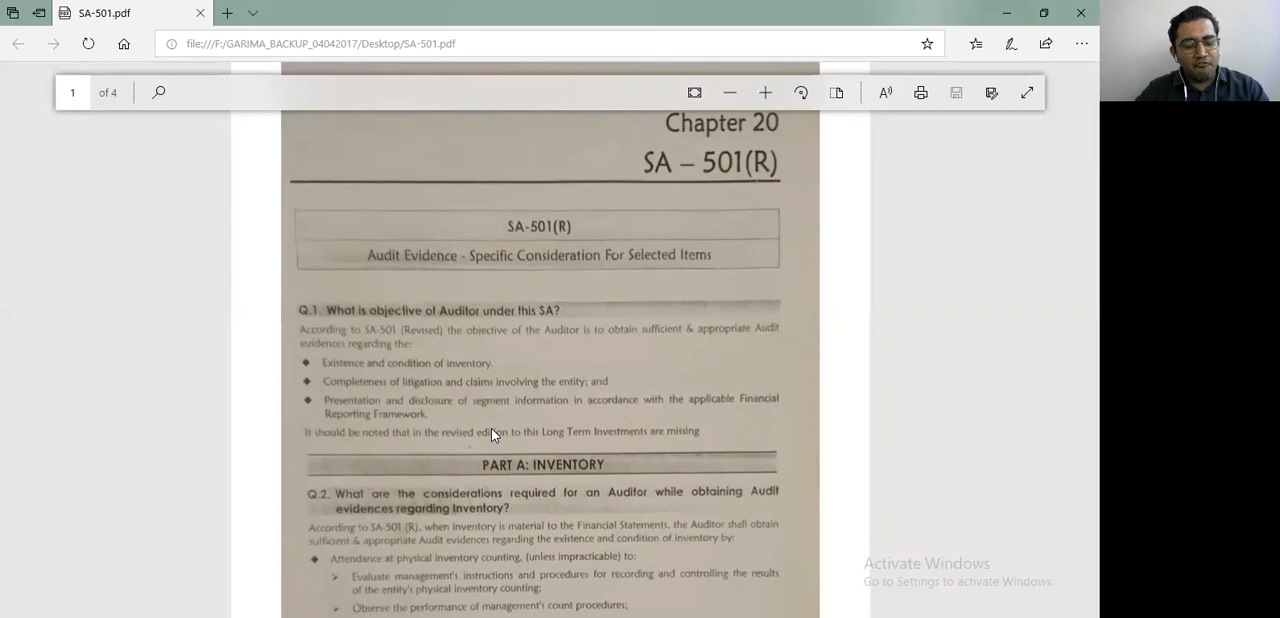 SA-501.pdf
file:///F:/GARIMA_BACKUP_04042017/Desktop/SA-501.pdf
1 of 4
Chapter 20
SA – 501(R)
SA-501(R)
Audit Evidence - Specific Consideration For Selected Items
Q.1. What is objective of Auditor under this SA?
According to SA-501 (Revised) the objective of the Auditor is to obtain sufficient & appropriate Audit
evidences regarding the:
◆ Existence and condition of inventory.
◆ Completeness of litigation and claims involving the entity; and
◆ Presentation and disclosure of segment information in accordance with the applicable Financial
Reporting Framework.
It should be noted that in the revised edition to this Long Term Investments are missing
PART A: INVENTORY
Q.2. What are the considerations required for an Auditor while obtaining Audit
evidences regarding Inventory?
According to SA-501 (R), when inventory is material to the Financial Statements, the Auditor shall obtain
sufficient & appropriate Audit evidences regarding the existence and condition of inventory by:
◆ Attendance at physical inventory counting, (unless impracticable) to:
➢ Evaluate management's instructions and procedures for recording and controlling the results
of the entity's physical inventory counting;
➢ Observe the performance of management's count procedures;
Activate Windows
Go to Settings to activate Windows.